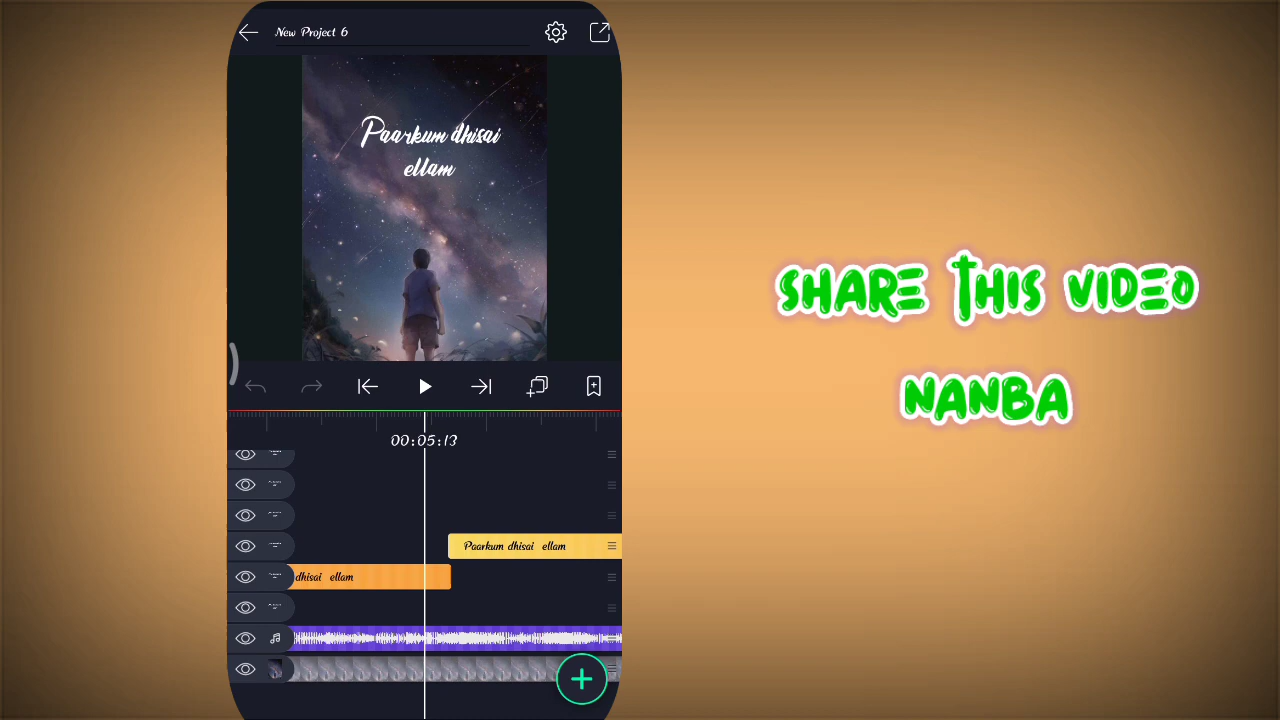 New Project 6
Paarkum dhisai
ellam
SHARE THIS VIDEO
NANBA
00:05:13
Paarkum dhisai ellam
dhisai ellam